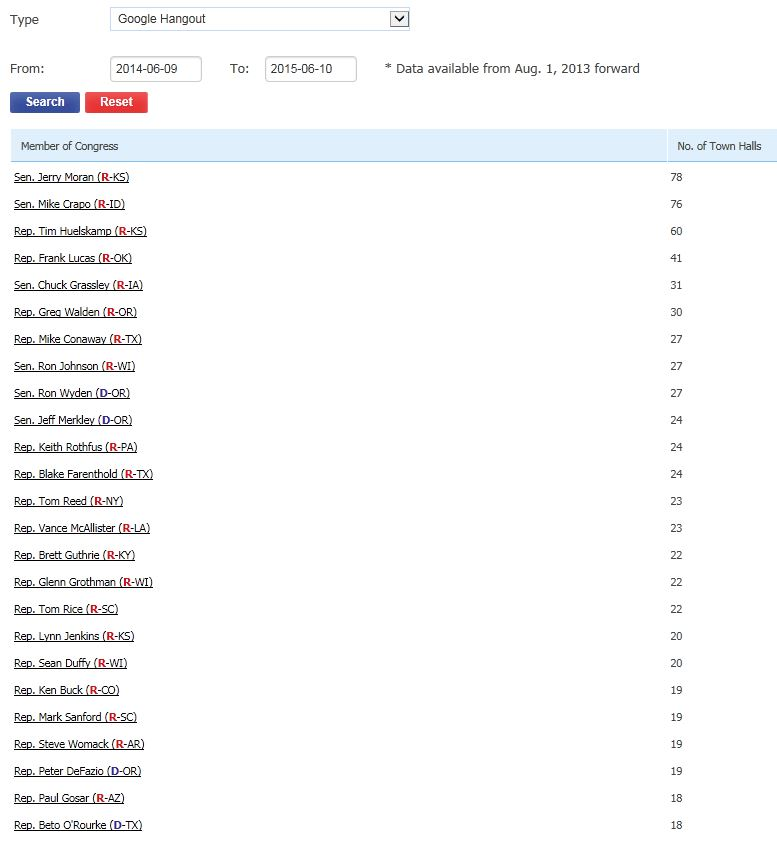 Type Google Hangout
From: 2014-06-09 To: 2015-06-10 * Data available from Aug. 1, 2013 forward
Search Reset
Member of Congress No. of Town Halls
Sen. Jerry Moran (R-KS) 78
Sen. Mike Crapo (R-ID) 76
Rep. Tim Huelskamp (R-KS) 60
Rep. Frank Lucas (R-OK) 41
Sen. Chuck Grassley (R-IA) 31
Rep. Greg Walden (R-OR) 30
Rep. Mike Conaway (R-TX) 27
Sen. Ron Johnson (R-WI) 27
Sen. Ron Wyden (D-OR) 27
Sen. Jeff Merkley (D-OR) 24
Rep. Keith Rothfus (R-PA) 24
Rep. Blake Farenthold (R-TX) 24
Rep. Tom Reed (R-NY) 23
Rep. Vance McAllister (R-LA) 23
Rep. Brett Guthrie (R-KY) 22
Rep. Glenn Grothman (R-WI) 22
Rep. Tom Rice (R-SC) 22
Rep. Lynn Jenkins (R-KS) 20
Rep. Sean Duffy (R-WI) 20
Rep. Ken Buck (R-CO) 19
Rep. Mark Sanford (R-SC) 19
Rep. Steve Womack (R-AR) 19
Rep. Peter DeFazio (D-OR) 19
Rep. Paul Gosar (R-AZ) 18
Rep. Beto O'Rourke (D-TX) 18